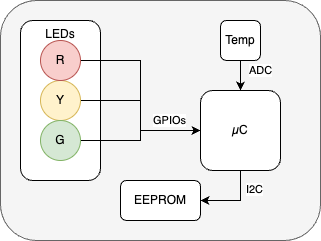 LEDs
R
Y
G
GPIOs
Temp
ADC
µC
I2C
EEPROM